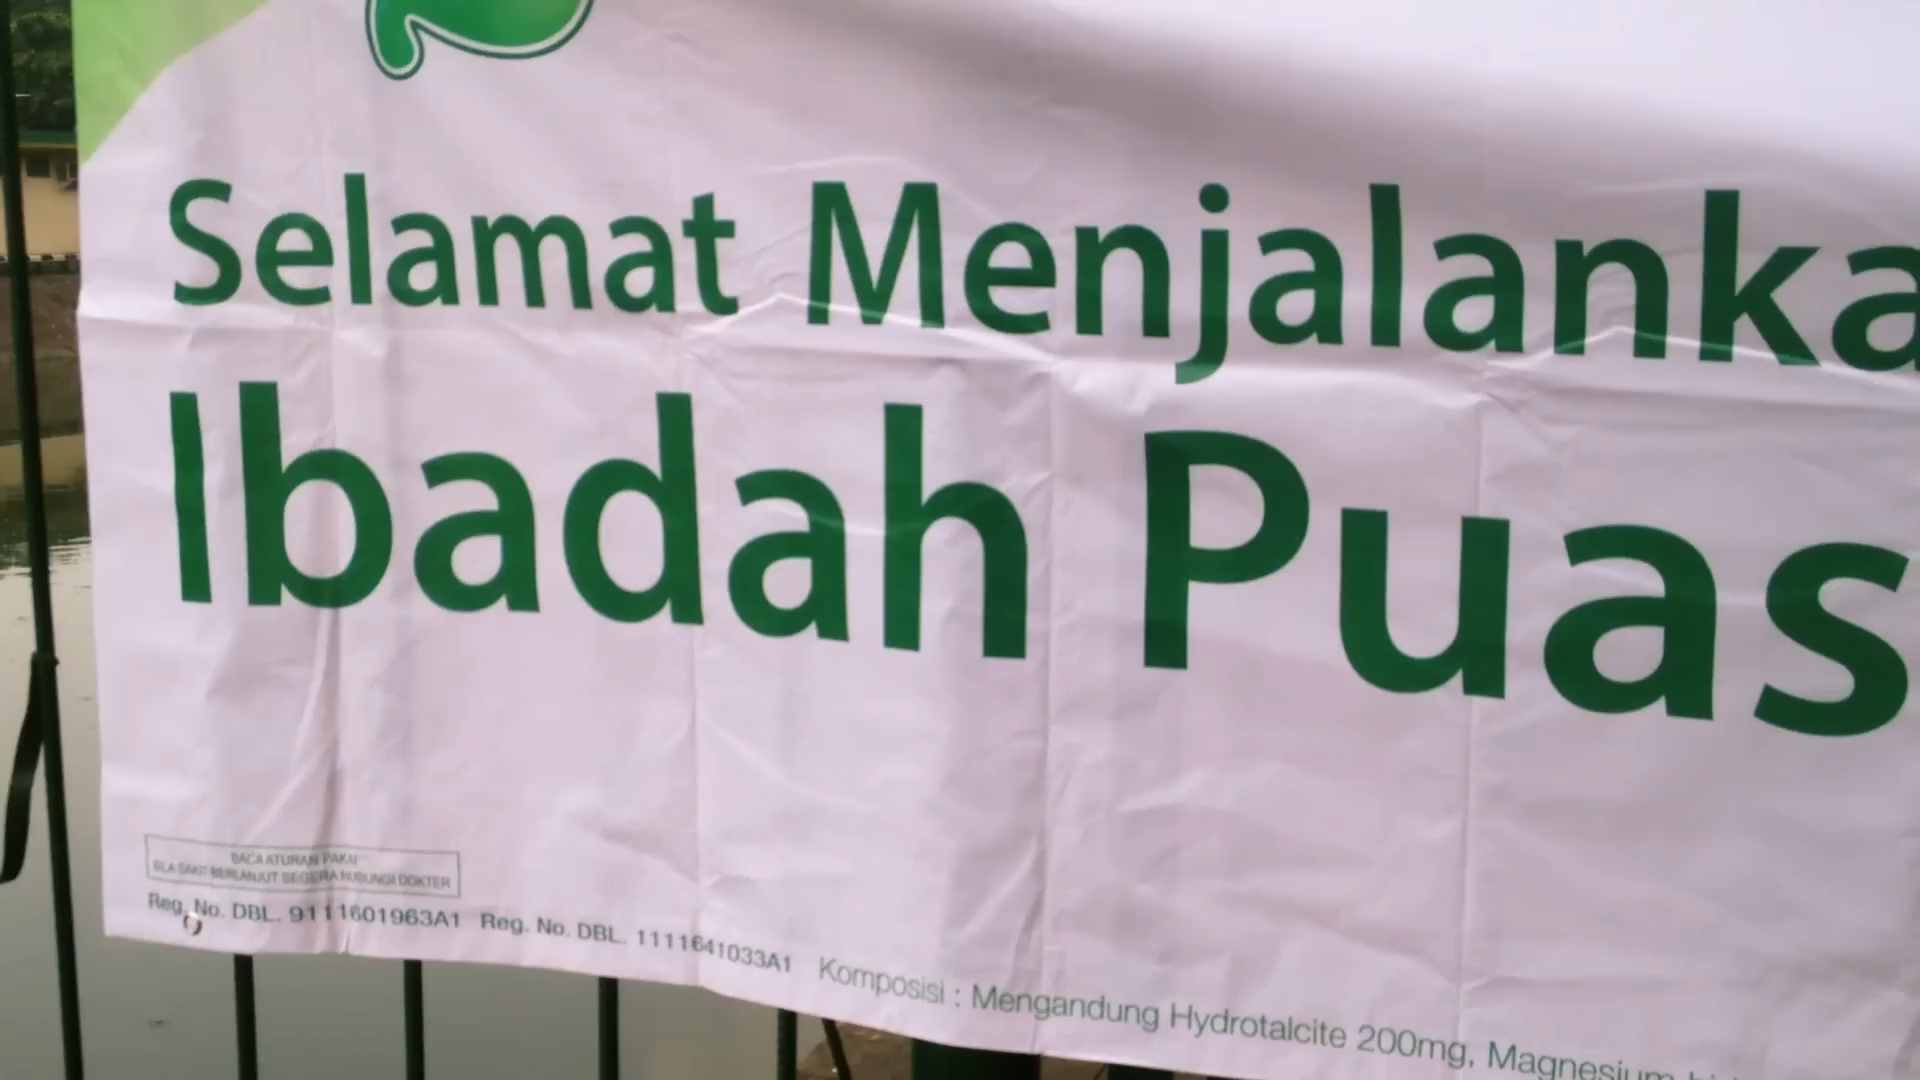 Selamat Menjalanka
Ibadah Puas
BACA ATURAN PAKAI
BILA SAKIT BERLANJUT SEGERA HUBUNGI DOKTER
Reg. No. DBL. 9111601963A1 Reg. No. DBL. 1111641033A1 Komposisi : Mengandung Hydrotalcite 200mg, Magnesium